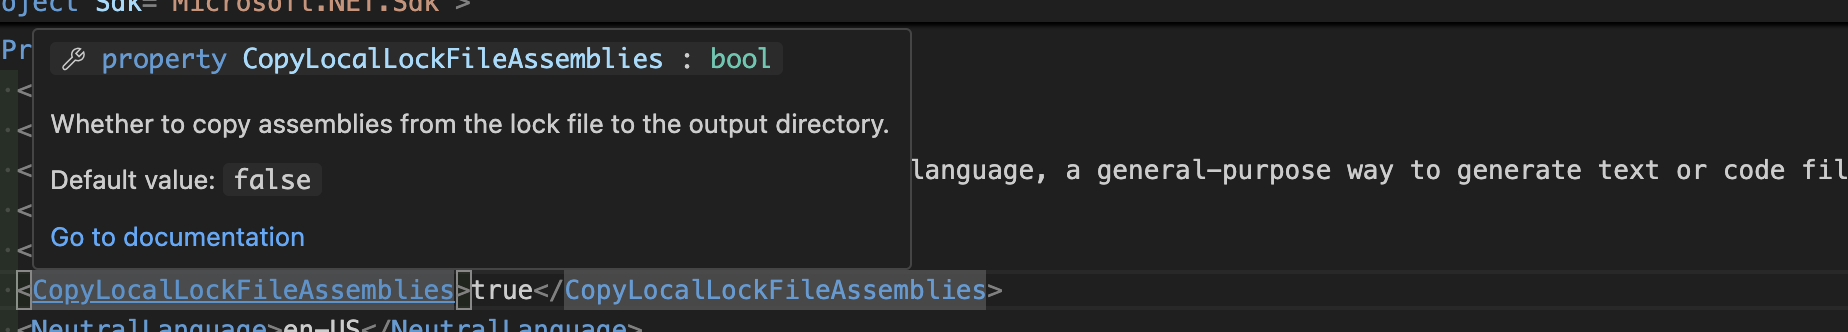 oject Sdk="Microsoft.NET.Sdk">
Pr
<
property CopyLocalLockFileAssemblies : bool
<
Whether to copy assemblies from the lock file to the output directory.
< language, a general-purpose way to generate text or code fil
Default value: false
<
Go to documentation
<
<CopyLocalLockFileAssemblies>true</CopyLocalLockFileAssemblies>
<NeutralLanguage>en-US</NeutralLanguage>